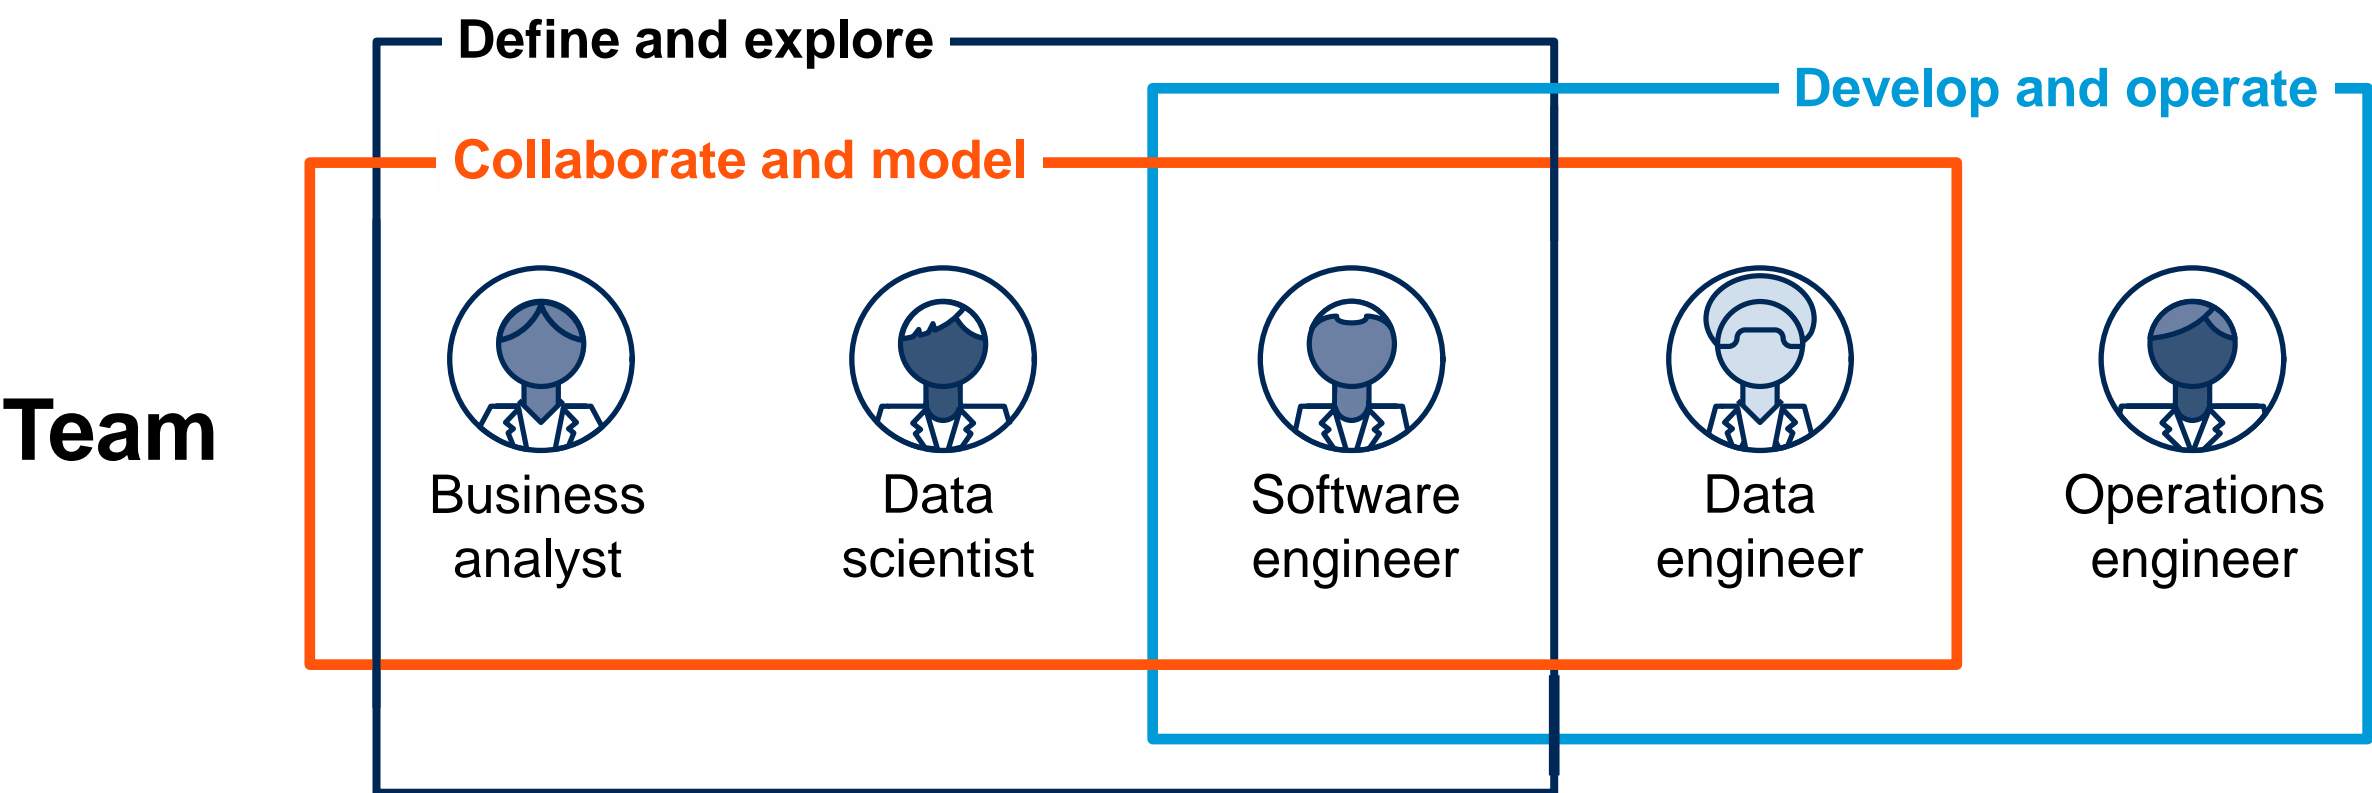 Define and explore
Develop and operate
Collaborate and model
Team
Business
analyst
Data
scientist
Software
engineer
Data
engineer
Operations
engineer